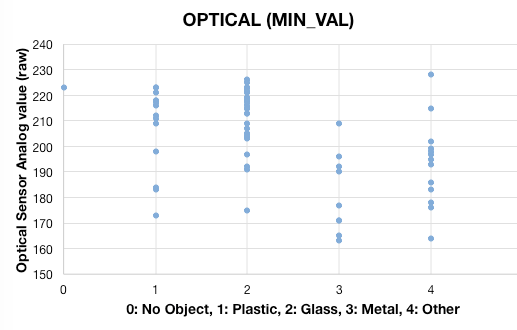 OPTICAL (MIN_VAL)
Optical Sensor Analog value (raw)
240
230
220
210
200
190
180
170
160
150
0 1 2 3 4
0: No Object, 1: Plastic, 2: Glass, 3: Metal, 4: Other